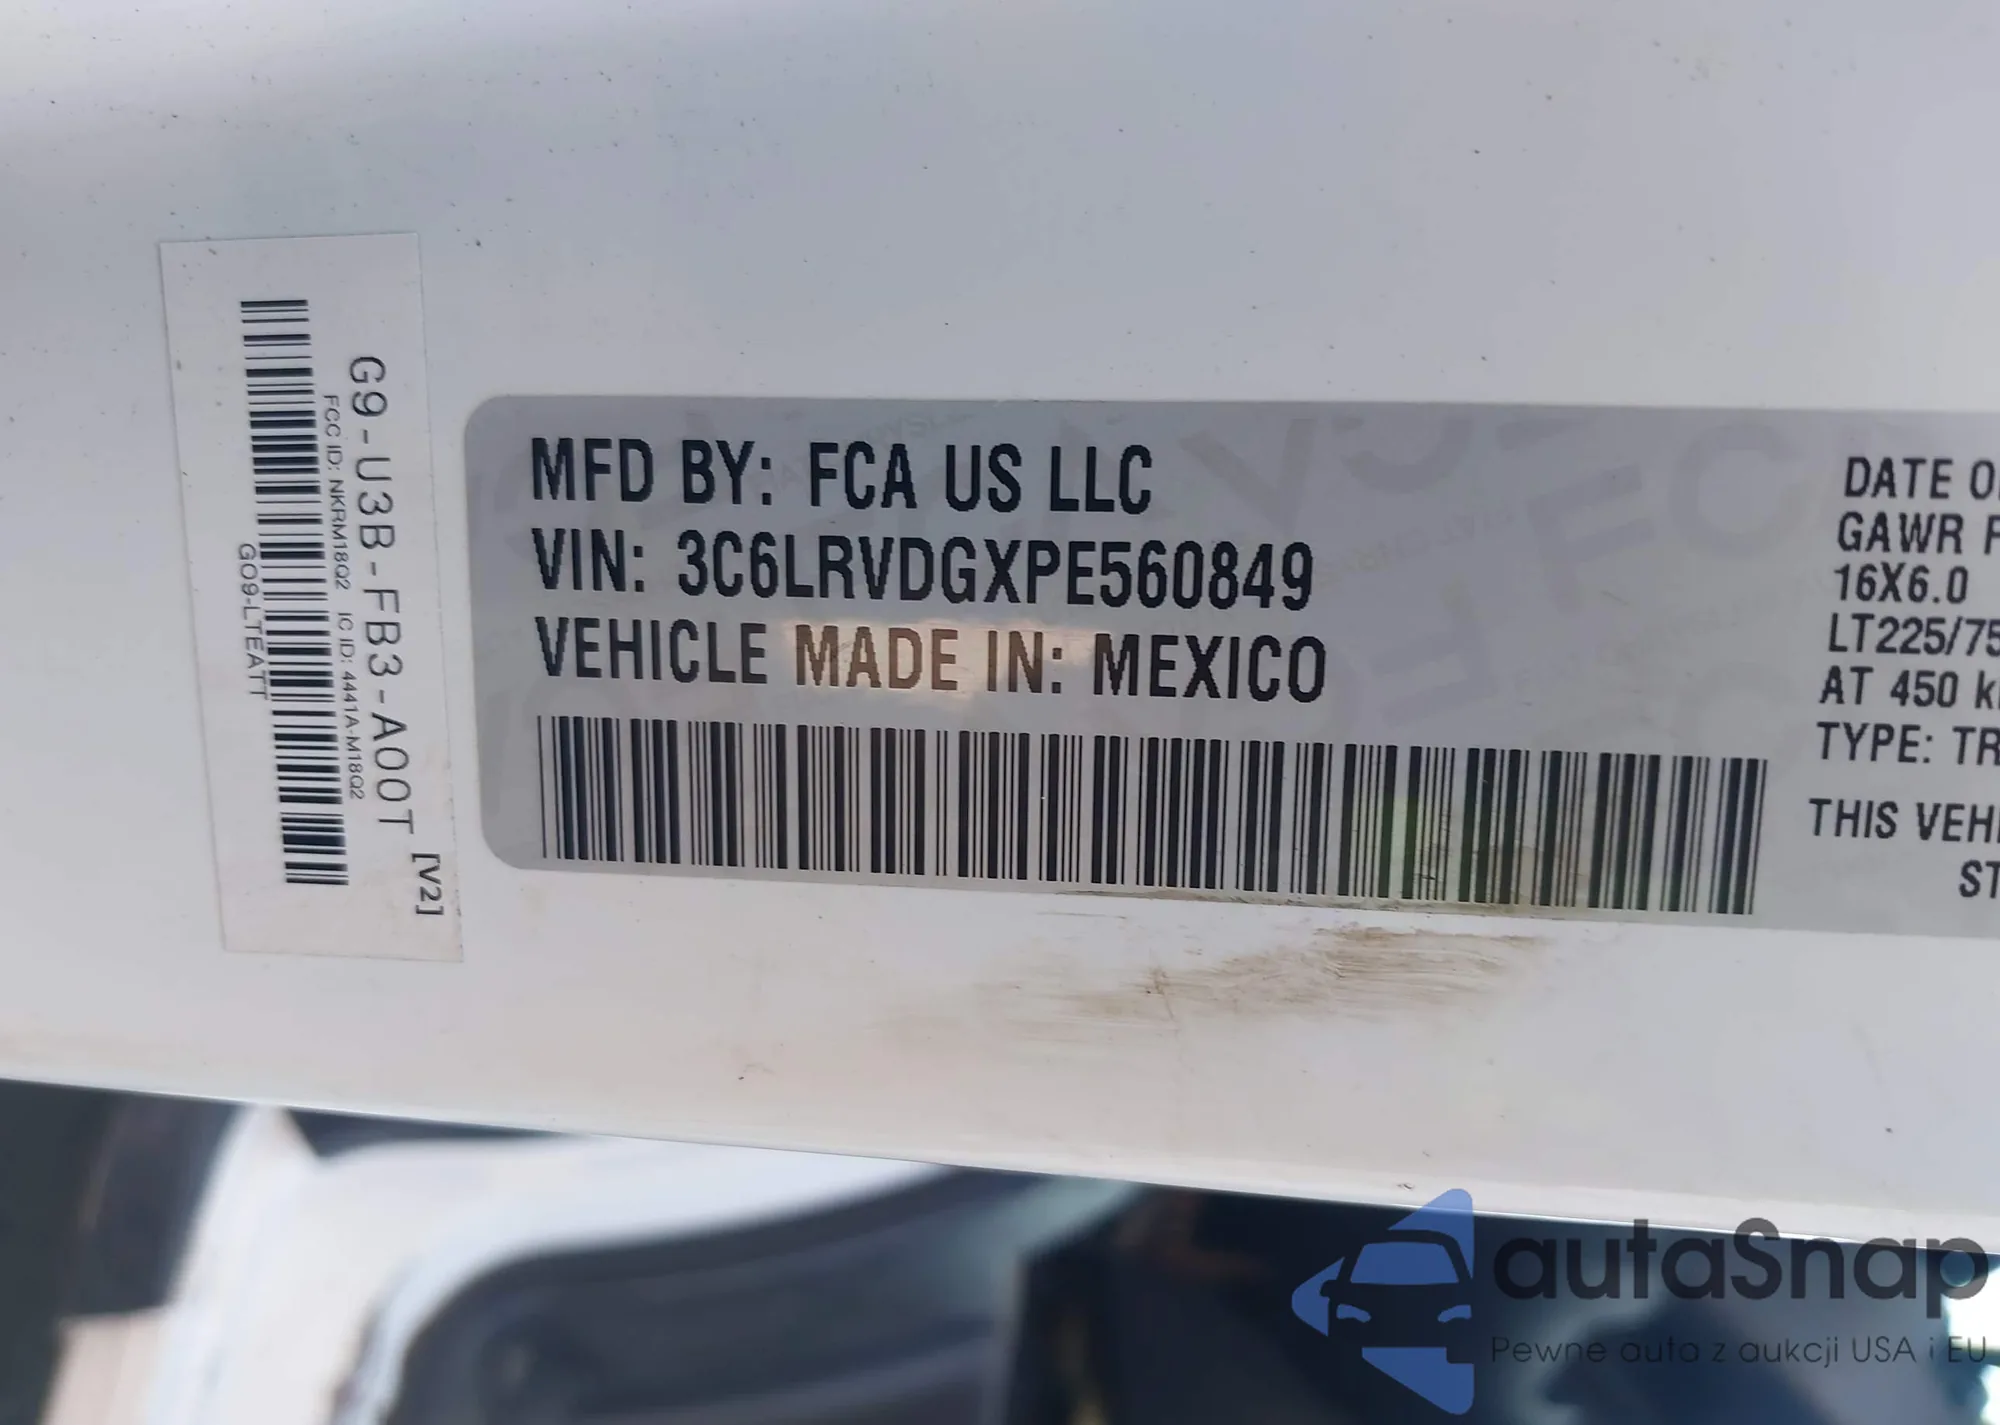 G9-U3B-FB3-A00T
[V2]
FCC ID: NKRM18Q2 IC ID: 4441A-M18Q2
G09-LTEATT
MFD BY: FCA US LLC
VIN: 3C6LRVDGXPE560849
VEHICLE MADE IN: MEXICO
DATE O
GAWR F
16X6.0
LT225/75
AT 450 k
TYPE: TR
THIS VEHI
ST
autaSnap
Pewne auta z aukcji USA i EU